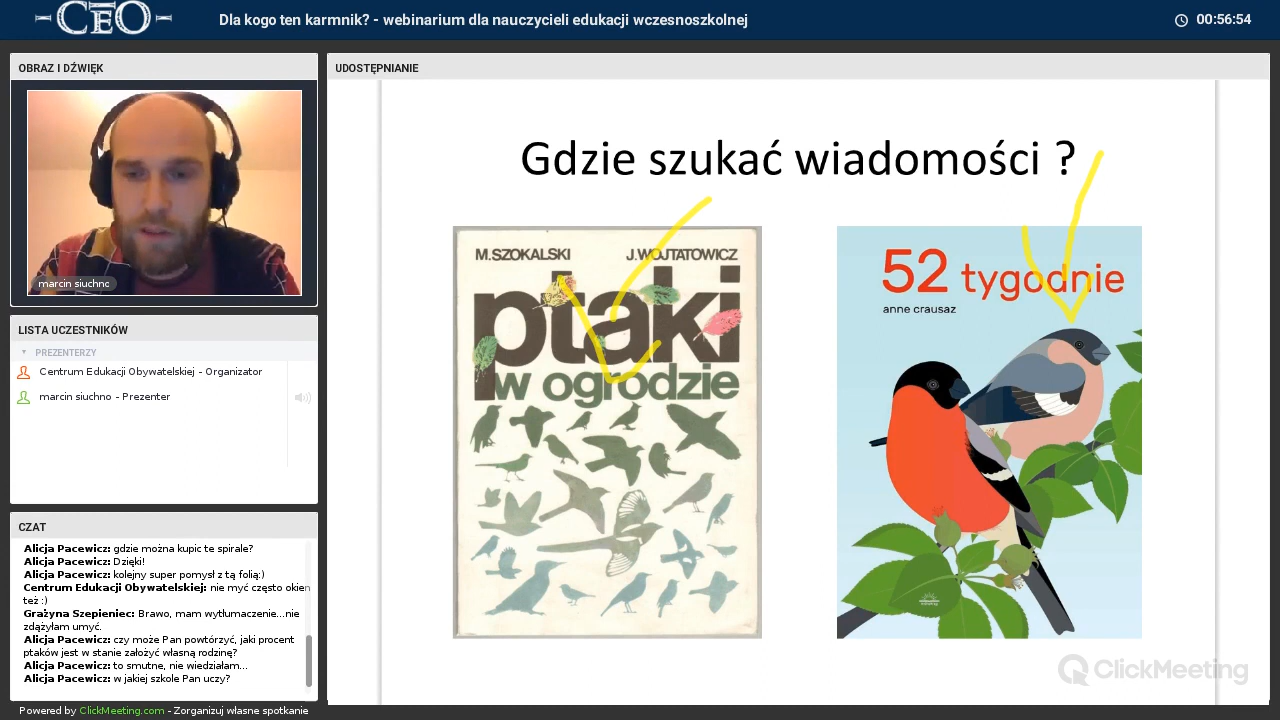 CEO
Dla kogo ten karmnik? - webinarium dla nauczycieli edukacji wczesnoszkolnej
00:56:54
OBRAZ I DŹWIĘK
marcin siuchno
LISTA UCZESTNIKÓW
PREZENTERZY
Centrum Edukacji Obywatelskiej - Organizator
marcin siuchno - Prezenter
CZAT
Alicja Pacewicz: gdzie można kupic te spirale?
Alicja Pacewicz: Dzięki!
Alicja Pacewicz: kolejny super pomysł z tą folią:)
Centrum Edukacji Obywatelskiej: nie myć często okien
też :)
Grażyna Szepieniec: Brawo, mam wytłumaczenie...nie
zdążyłam umyć.
Alicja Pacewicz: czy może Pan powtórzyć, jaki procent
ptaków jest w stanie założyć własną rodzinę?
Alicja Pacewicz: to smutne, nie wiedziałam...
Alicja Pacewicz: w jakiej szkole Pan uczy?
Powered by ClickMeeting.com - Zorganizuj własne spotkanie
UDOSTĘPNIANIE
Gdzie szukać wiadomości ?
M.SZOKALSKI J.WOJTATOWICZ
ptaki
w ogrodzie
52 tygodnie
anne crausaz
ClickMeeting